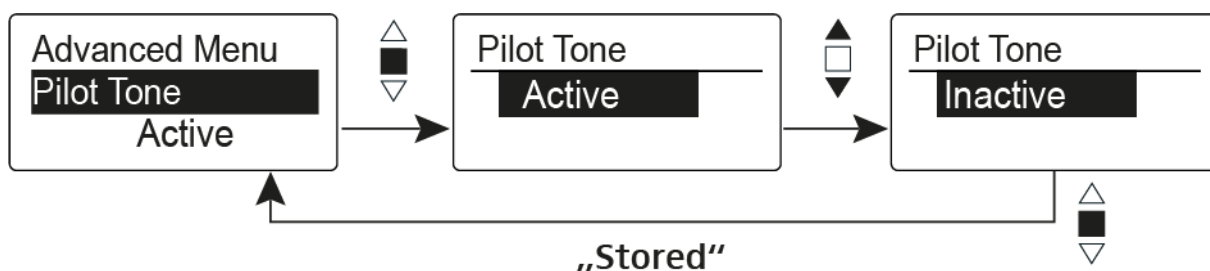 Advanced Menu
Pilot Tone
Active
Pilot Tone
Active
Pilot Tone
Inactive
„Stored“